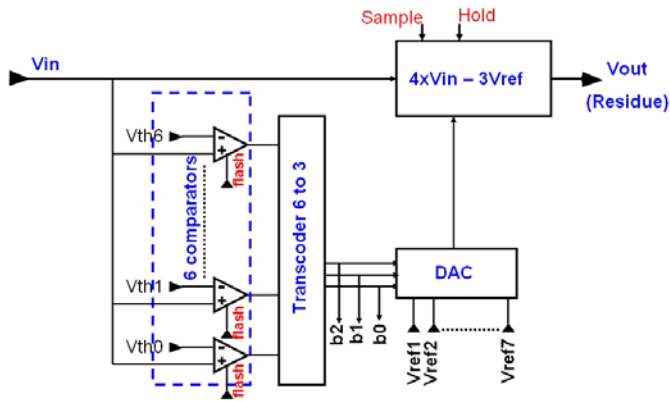 Sample
Hold
Vin
4xVin – 3Vref
Vout
(Residue)
Vth6
flash
6 comparators
Transcoder 6 to 3
Vth1
flash
Vth0
flash
DAC
b2
b1
b0
Vref1
Vref2
Vref7
- + 
- + 
- +